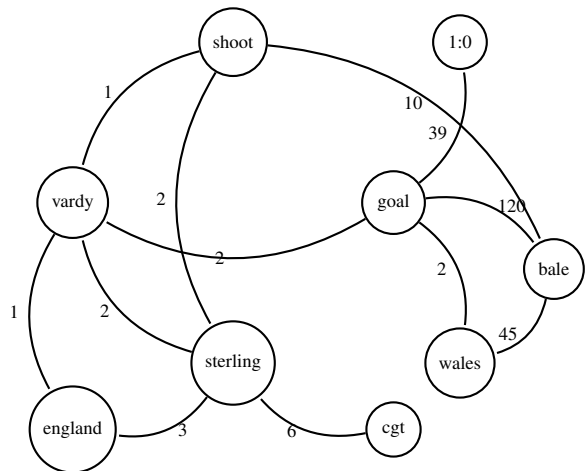 shoot
1:0
1
10
39
2
vardy
goal
120
2
2
bale
1
2
45
sterling
wales
england
3
6
cgt